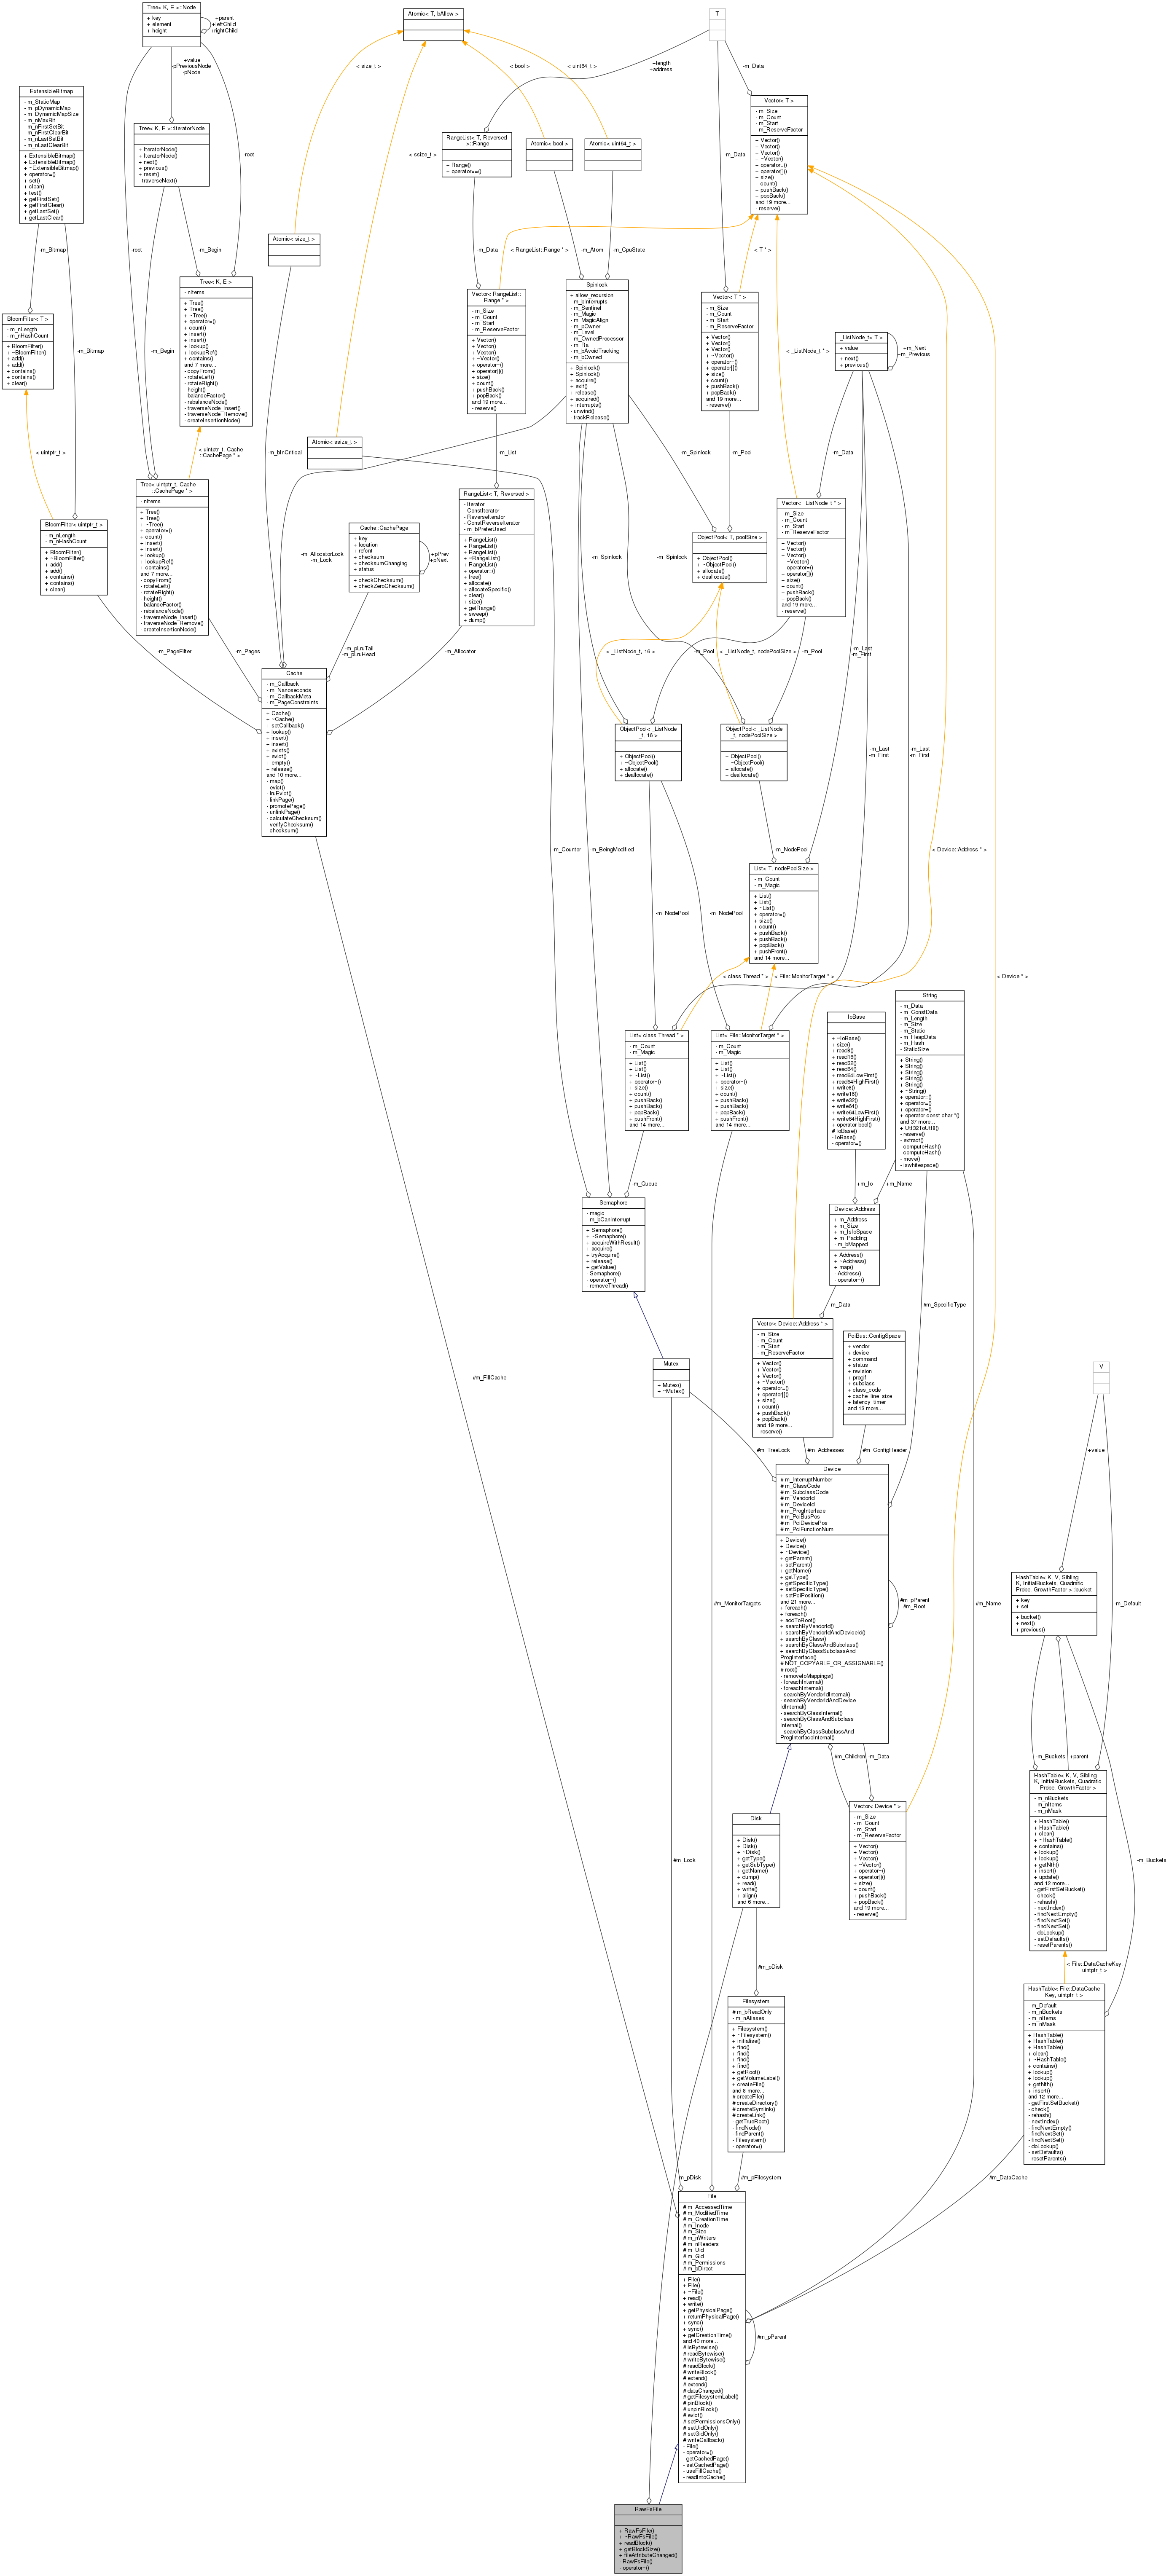 Tree< K, E >::Node
+ key
+ element
+ height
+parent
+leftChild
+rightChild
Atomic< T, bAllow >
T
+value
-pPreviousNode
-pNode
< size_t >
< bool >
< uint64_t >
+length
+address
-m_Data
ExtensibleBitmap
- m_StaticMap
- m_pDynamicMap
- m_DynamicMapSize
- m_nMaxBit
- m_nFirstSetBit
- m_nFirstClearBit
- m_nLastSetBit
- m_nLastClearBit
+ ExtensibleBitmap()
+ ExtensibleBitmap()
+ ~ExtensibleBitmap()
+ operator=()
+ set()
+ clear()
+ test()
+ getFirstSet()
+ getFirstClear()
+ getLastSet()
+ getLastClear()
Tree< K, E >::IteratorNode
+ IteratorNode()
+ IteratorNode()
+ next()
+ previous()
+ reset()
- traverseNext()
-root
< ssize_t >
RangeList< T, Reversed
>::Range
+ Range()
+ operator==()
Atomic< bool >
Atomic< uint64_t >
-m_Data
Vector< T >
- m_Size
- m_Count
- m_Start
- m_ReserveFactor
+ Vector()
+ Vector()
+ Vector()
+ ~Vector()
+ operator=()
+ operator[]()
+ size()
+ count()
+ pushBack()
+ popBack()
and 19 more...
- reserve()
-m_Bitmap
-root
-m_Begin
Atomic< size_t >
-m_Data
< RangeList::Range * >
-m_Atom
-m_CpuState
< T * >
Tree< K, E >
- nItems
+ Tree()
+ Tree()
+ ~Tree()
+ operator=()
+ count()
+ insert()
+ insert()
+ lookup()
+ lookupRef()
+ contains()
and 7 more...
- copyFrom()
- rotateLeft()
- rotateRight()
- height()
- balanceFactor()
- rebalanceNode()
- traverseNode_Insert()
- traverseNode_Remove()
- createInsertionNode()
BloomFilter< T >
- m_nLength
- m_nHashCount
+ BloomFilter()
+ ~BloomFilter()
+ add()
+ add()
+ contains()
+ contains()
+ clear()
-m_Bitmap
-m_Begin
Vector< RangeList::
Range * >
- m_Size
- m_Count
- m_Start
- m_ReserveFactor
+ Vector()
+ Vector()
+ Vector()
+ ~Vector()
+ operator=()
+ operator[]()
+ size()
+ count()
+ pushBack()
+ popBack()
and 19 more...
- reserve()
Spinlock
+ allow_recursion
- m_bInterrupts
- m_Sentinel
- m_Magic
- m_MagicAlign
- m_pOwner
- m_Level
- m_OwnedProcessor
- m_Ra
- m_bAvoidTracking
- m_bOwned
+ Spinlock()
+ Spinlock()
+ acquire()
+ exit()
+ release()
+ acquired()
+ interrupts()
- unwind()
- trackRelease()
Vector< T * >
- m_Size
- m_Count
- m_Start
- m_ReserveFactor
+ Vector()
+ Vector()
+ Vector()
+ ~Vector()
+ operator=()
+ operator[]()
+ size()
+ count()
+ pushBack()
+ popBack()
and 19 more...
- reserve()
< _ListNode_t * >
_ListNode_t< T >
+ value
+ next()
+ previous()
+m_Next
+m_Previous
< uintptr_t >
< uintptr_t, Cache
::CachePage * >
-m_bInCritical
Atomic< ssize_t >
-m_List
-m_Spinlock
-m_Pool
-m_Data
Tree< uintptr_t, Cache
::CachePage * >
- nItems
+ Tree()
+ Tree()
+ ~Tree()
+ operator=()
+ count()
+ insert()
+ insert()
+ lookup()
+ lookupRef()
+ contains()
and 7 more...
- copyFrom()
- rotateLeft()
- rotateRight()
- height()
- balanceFactor()
- rebalanceNode()
- traverseNode_Insert()
- traverseNode_Remove()
- createInsertionNode()
BloomFilter< uintptr_t >
- m_nLength
- m_nHashCount
+ BloomFilter()
+ ~BloomFilter()
+ add()
+ add()
+ contains()
+ contains()
+ clear()
-m_AllocatorLock
-m_Lock
Cache::CachePage
+ key
+ location
+ refcnt
+ checksum
+ checksumChanging
+ status
+ checkChecksum()
+ checkZeroChecksum()
+pPrev
+pNext
RangeList< T, Reversed >
- Iterator
- ConstIterator
- ReverseIterator
- ConstReverseIterator
- m_bPreferUsed
+ RangeList()
+ RangeList()
+ RangeList()
+ ~RangeList()
+ RangeList()
+ operator=()
+ free()
+ allocate()
+ allocateSpecific()
+ clear()
+ size()
+ getRange()
+ sweep()
+ dump()
-m_Spinlock
-m_Spinlock
ObjectPool< T, poolSize >
+ ObjectPool()
+ ~ObjectPool()
+ allocate()
+ deallocate()
Vector< _ListNode_t * >
- m_Size
- m_Count
- m_Start
- m_ReserveFactor
+ Vector()
+ Vector()
+ Vector()
+ ~Vector()
+ operator=()
+ operator[]()
+ size()
+ count()
+ pushBack()
+ popBack()
and 19 more...
- reserve()
-m_PageFilter
-m_Pages
-m_pLruTail
-m_pLruHead
-m_Allocator
< _ListNode_t, 16 >
-m_Pool
< _ListNode_t, nodePoolSize >
-m_Pool
-m_Last
-m_First
Cache
- m_Callback
- m_Nanoseconds
- m_CallbackMeta
- m_PageConstraints
+ Cache()
+ ~Cache()
+ setCallback()
+ lookup()
+ insert()
+ insert()
+ exists()
+ evict()
+ empty()
+ release()
and 10 more...
- map()
- evict()
- lruEvict()
- linkPage()
- promotePage()
- unlinkPage()
- calculateChecksum()
- verifyChecksum()
- checksum()
ObjectPool< _ListNode
_t, 16 >
+ ObjectPool()
+ ~ObjectPool()
+ allocate()
+ deallocate()
ObjectPool< _ListNode
_t, nodePoolSize >
+ ObjectPool()
+ ~ObjectPool()
+ allocate()
+ deallocate()
-m_Last
-m_First
-m_Last
-m_First
-m_Counter
-m_BeingModified
-m_NodePool
< Device::Address * >
List< T, nodePoolSize >
- m_Count
- m_Magic
+ List()
+ List()
+ ~List()
+ operator=()
+ size()
+ count()
+ pushBack()
+ pushBack()
+ popBack()
+ pushFront()
and 14 more...
-m_NodePool
-m_NodePool
< class Thread * >
< File::MonitorTarget * >
< Device * >
List< class Thread * >
- m_Count
- m_Magic
+ List()
+ List()
+ ~List()
+ operator=()
+ size()
+ count()
+ pushBack()
+ pushBack()
+ popBack()
+ pushFront()
and 14 more...
List< File::MonitorTarget * >
- m_Count
- m_Magic
+ List()
+ List()
+ ~List()
+ operator=()
+ size()
+ count()
+ pushBack()
+ pushBack()
+ popBack()
+ pushFront()
and 14 more...
IoBase
+ ~IoBase()
+ size()
+ read8()
+ read16()
+ read32()
+ read64()
+ read64LowFirst()
+ read64HighFirst()
+ write8()
+ write16()
+ write32()
+ write64()
+ write64LowFirst()
+ write64HighFirst()
+ operator bool()
# IoBase()
- IoBase()
- operator=()
String
- m_Data
- m_ConstData
- m_Length
- m_Size
- m_Static
- m_HeapData
- m_Hash
- StaticSize
+ String()
+ String()
+ String()
+ String()
+ String()
+ ~String()
+ operator=()
+ operator=()
+ operator=()
+ operator const char *()
and 37 more...
+ Utf32ToUtf8()
- reserve()
- extract()
- computeHash()
- computeHash()
- move()
- iswhitespace()
-m_Queue
+m_Io
+m_Name
Semaphore
- magic
- m_bCanInterrupt
+ Semaphore()
+ ~Semaphore()
+ acquireWithResult()
+ acquire()
+ tryAcquire()
+ release()
+ getValue()
- Semaphore()
- operator=()
- removeThread()
Device::Address
+ m_Address
+ m_Size
+ m_IsIoSpace
+ m_Padding
- m_bMapped
+ Address()
+ ~Address()
+ map()
- Address()
- operator=()
-m_Data
#m_SpecificType
Vector< Device::Address * >
- m_Size
- m_Count
- m_Start
- m_ReserveFactor
+ Vector()
+ Vector()
+ Vector()
+ ~Vector()
+ operator=()
+ operator[]()
+ size()
+ count()
+ pushBack()
+ popBack()
and 19 more...
- reserve()
PciBus::ConfigSpace
+ vendor
+ device
+ command
+ status
+ revision
+ progif
+ subclass
+ class_code
+ cache_line_size
+ latency_timer
and 13 more...
Mutex
+ Mutex()
+ ~Mutex()
#m_FillCache
V
#m_TreeLock
#m_Addresses
#m_ConfigHeader
+value
Device
# m_InterruptNumber
# m_ClassCode
# m_SubclassCode
# m_VendorId
# m_DeviceId
# m_ProgInterface
# m_PciBusPos
# m_PciDevicePos
# m_PciFunctionNum
+ Device()
+ Device()
+ ~Device()
+ getParent()
+ setParent()
+ getName()
+ getType()
+ getSpecificType()
+ setSpecificType()
+ setPciPosition()
and 21 more...
+ foreach()
+ foreach()
+ addToRoot()
+ searchByVendorId()
+ searchByVendorIdAndDeviceId()
+ searchByClass()
+ searchByClassAndSubclass()
+ searchByClassSubclassAnd
ProgInterface()
# NOT_COPYABLE_OR_ASSIGNABLE()
# root()
- removeIoMappings()
- foreachInternal()
- foreachInternal()
- searchByVendorIdInternal()
- searchByVendorIdAndDevice
IdInternal()
- searchByClassInternal()
- searchByClassAndSubclass
Internal()
- searchByClassSubclassAnd
ProgInterfaceInternal()
#m_pParent
#m_Root
#m_MonitorTargets
#m_Name
HashTable< K, V, Sibling
K, InitialBuckets, Quadratic
Probe, GrowthFactor >::bucket
+ key
+ set
+ bucket()
+ next()
+ previous()
-m_Default
#m_Children
-m_Data
-m_Buckets
+parent
HashTable< K, V, Sibling
K, InitialBuckets, Quadratic
Probe, GrowthFactor >
- m_nBuckets
- m_nItems
- m_nMask
+ HashTable()
+ HashTable()
+ clear()
+ ~HashTable()
+ contains()
+ lookup()
+ lookup()
+ getNth()
+ insert()
+ update()
and 12 more...
- getFirstSetBucket()
- check()
- rehash()
- nextIndex()
- findNextEmpty()
- findNextSet()
- findNextSet()
- doLookup()
- setDefaults()
- resetParents()
Disk
+ Disk()
+ Disk()
+ ~Disk()
+ getType()
+ getSubType()
+ getName()
+ dump()
+ read()
+ write()
+ align()
and 6 more...
Vector< Device * >
- m_Size
- m_Count
- m_Start
- m_ReserveFactor
+ Vector()
+ Vector()
+ Vector()
+ ~Vector()
+ operator=()
+ operator[]()
+ size()
+ count()
+ pushBack()
+ popBack()
and 19 more...
- reserve()
#m_Lock
-m_Buckets
#m_pDisk
< File::DataCacheKey,
uintptr_t >
Filesystem
# m_bReadOnly
- m_nAliases
+ Filesystem()
+ ~Filesystem()
+ initialise()
+ find()
+ find()
+ find()
+ find()
+ getRoot()
+ getVolumeLabel()
+ createFile()
and 8 more...
# createFile()
# createDirectory()
# createSymlink()
# createLink()
- getTrueRoot()
- findNode()
- findParent()
- Filesystem()
- operator=()
HashTable< File::DataCache
Key, uintptr_t >
- m_Default
- m_nBuckets
- m_nItems
- m_nMask
+ HashTable()
+ HashTable()
+ HashTable()
+ clear()
+ ~HashTable()
+ contains()
+ lookup()
+ lookup()
+ getNth()
+ insert()
and 12 more...
- getFirstSetBucket()
- check()
- rehash()
- nextIndex()
- findNextEmpty()
- findNextSet()
- findNextSet()
- doLookup()
- setDefaults()
- resetParents()
-m_pDisk
#m_pFilesystem
#m_DataCache
File
# m_AccessedTime
# m_ModifiedTime
# m_CreationTime
# m_Inode
# m_Size
# m_nWriters
# m_nReaders
# m_Uid
# m_Gid
# m_Permissions
# m_bDirect
+ File()
+ File()
+ ~File()
+ read()
+ write()
+ getPhysicalPage()
+ returnPhysicalPage()
+ sync()
+ sync()
+ getCreationTime()
and 40 more...
# isBytewise()
# readBytewise()
# writeBytewise()
# readBlock()
# writeBlock()
# extend()
# extend()
# dataChanged()
# getFilesystemLabel()
# pinBlock()
# unpinBlock()
# evict()
# setPermissionsOnly()
# setUidOnly()
# setGidOnly()
# writeCallback()
- File()
- operator=()
- getCachedPage()
- setCachedPage()
- useFillCache()
- readIntoCache()
#m_pParent
RawFsFile
+ RawFsFile()
+ ~RawFsFile()
+ readBlock()
+ getBlockSize()
+ fileAttributeChanged()
- RawFsFile()
- operator=()